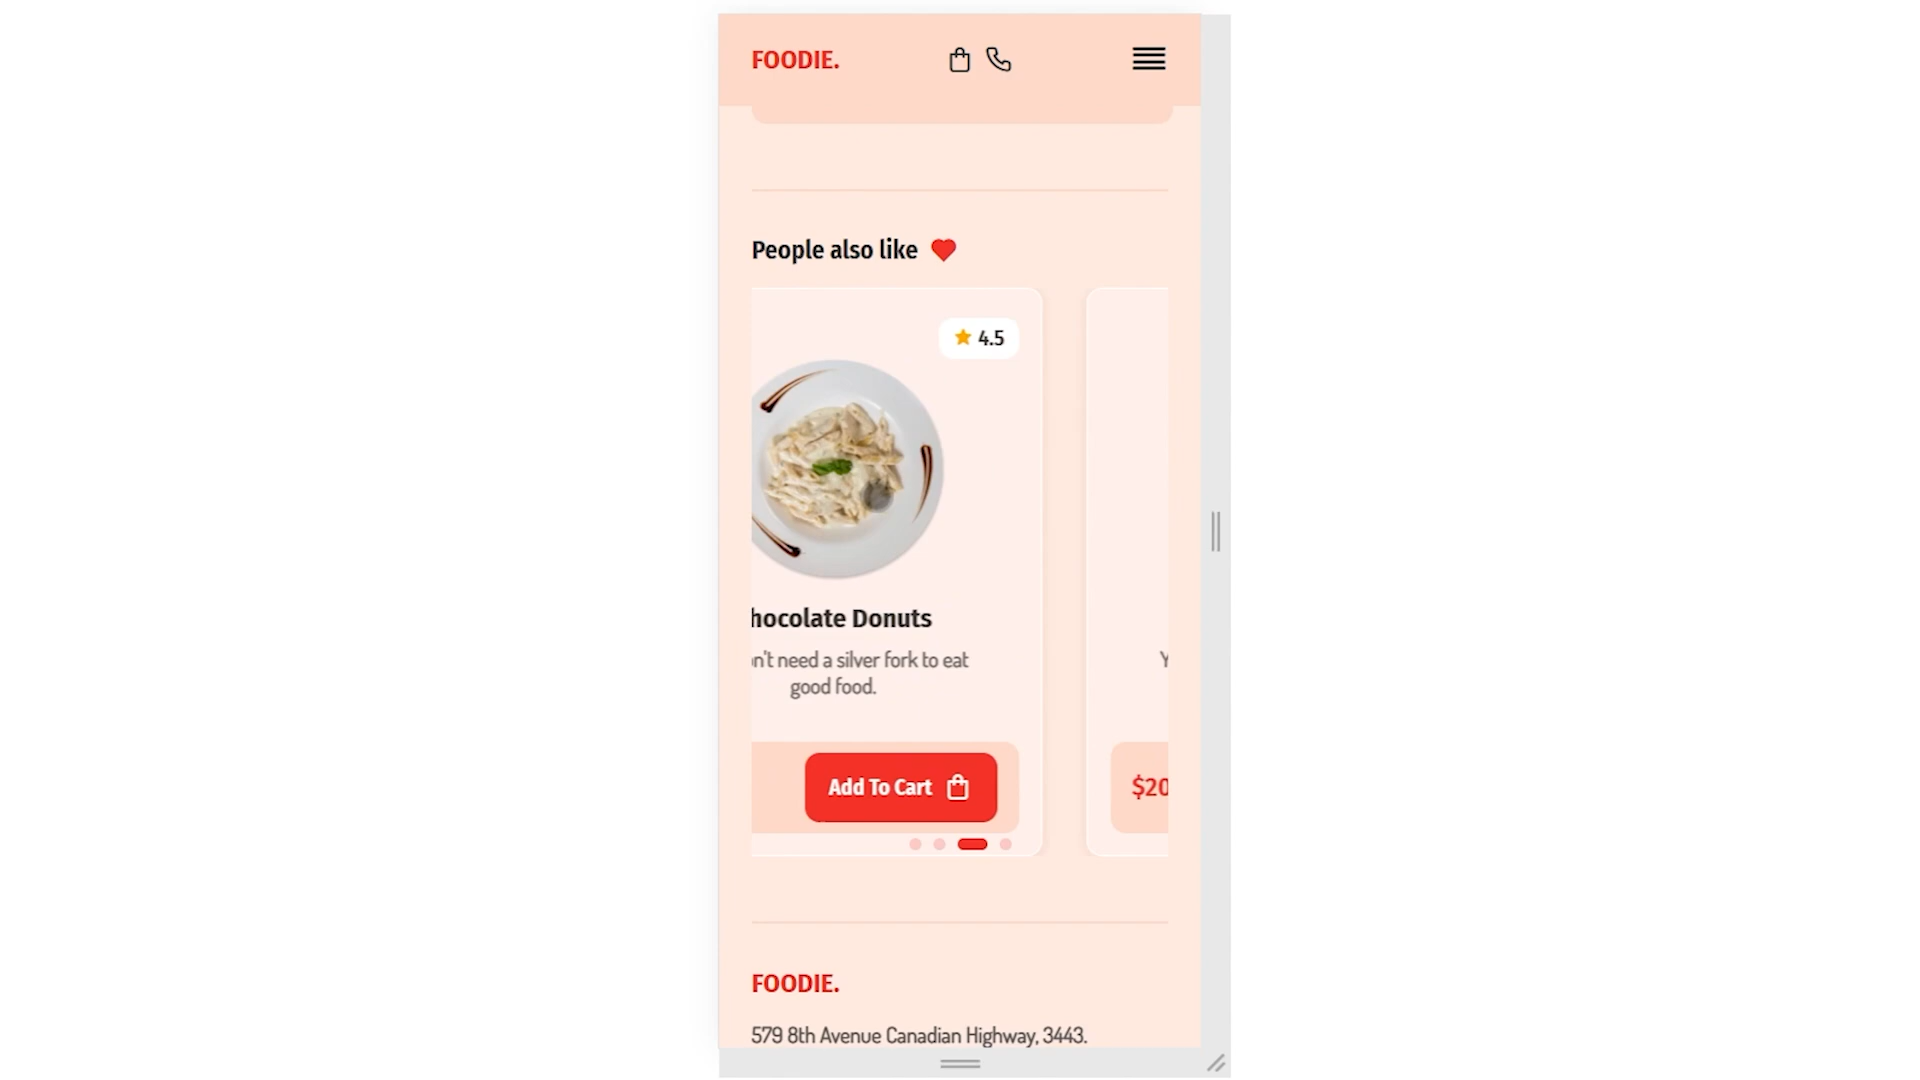 FOODIE.
People also like
4.5
hocolate Donuts
n't need a silver fork to eat
good food.
Y
Add To Cart
$20
FOODIE.
579 8th Avenue Canadian Highway, 3443.